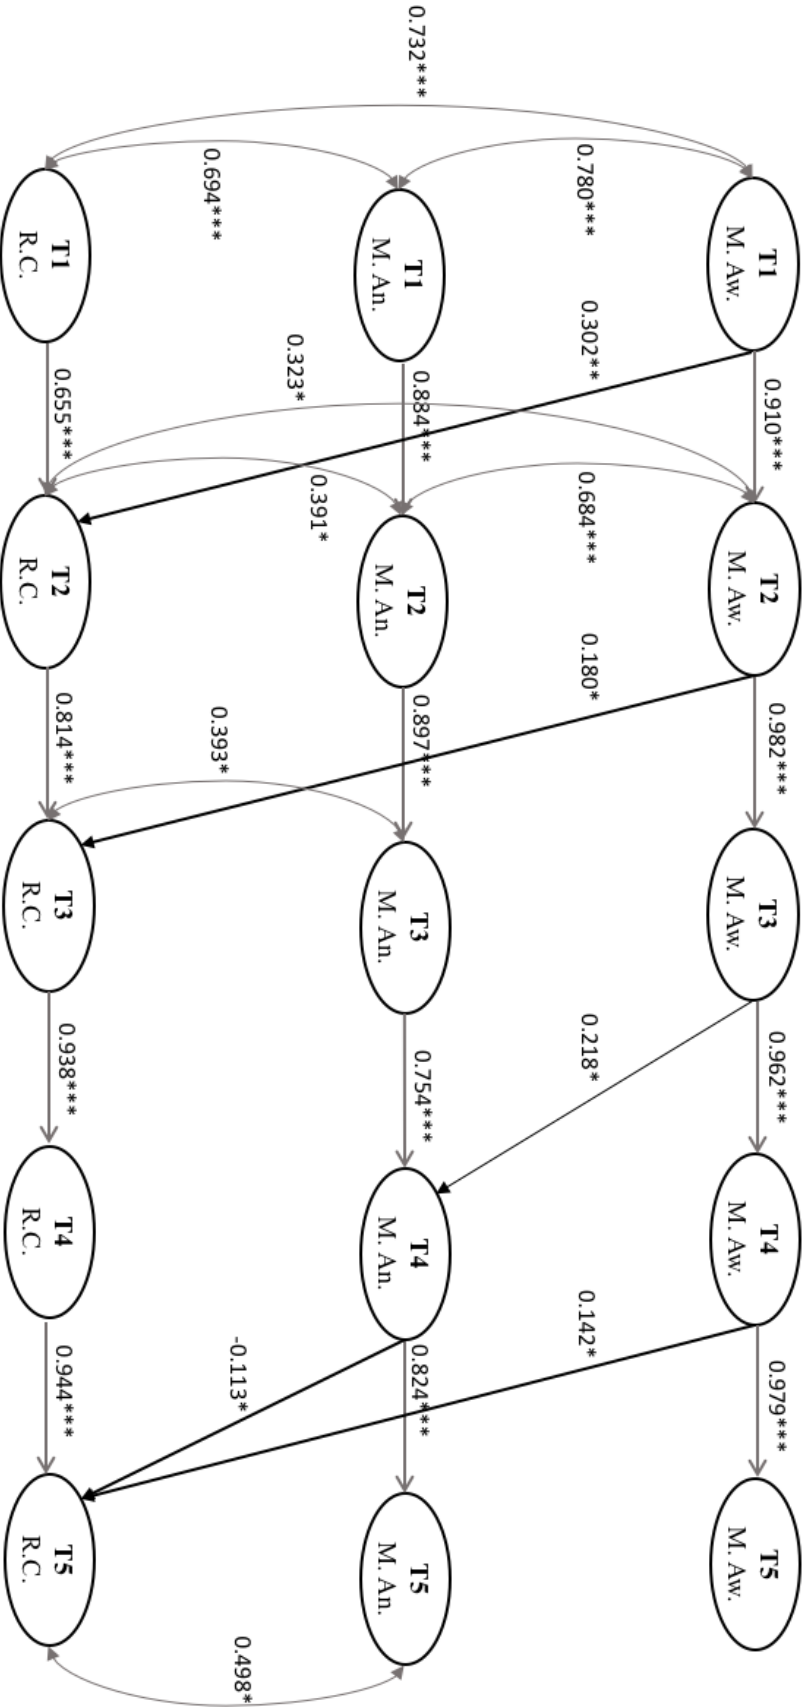 0.732***
0.780***
0.694***
T1
M. Aw.
T1
M. An.
T1
R.C.
0.910***
0.302**
0.884***
0.323*
0.655***
0.684***
0.391*
T2
M. Aw.
T2
M. An.
T2
R.C.
0.982***
0.180*
0.897***
0.393*
0.814***
T3
M. Aw.
T3
M. An.
T3
R.C.
0.962***
0.218*
0.754***
0.938***
T4
M. Aw.
T4
M. An.
T4
R.C.
0.979***
0.142*
0.824***
-0.113*
0.944***
T5
M. Aw.
T5
M. An.
T5
R.C.
0.498*